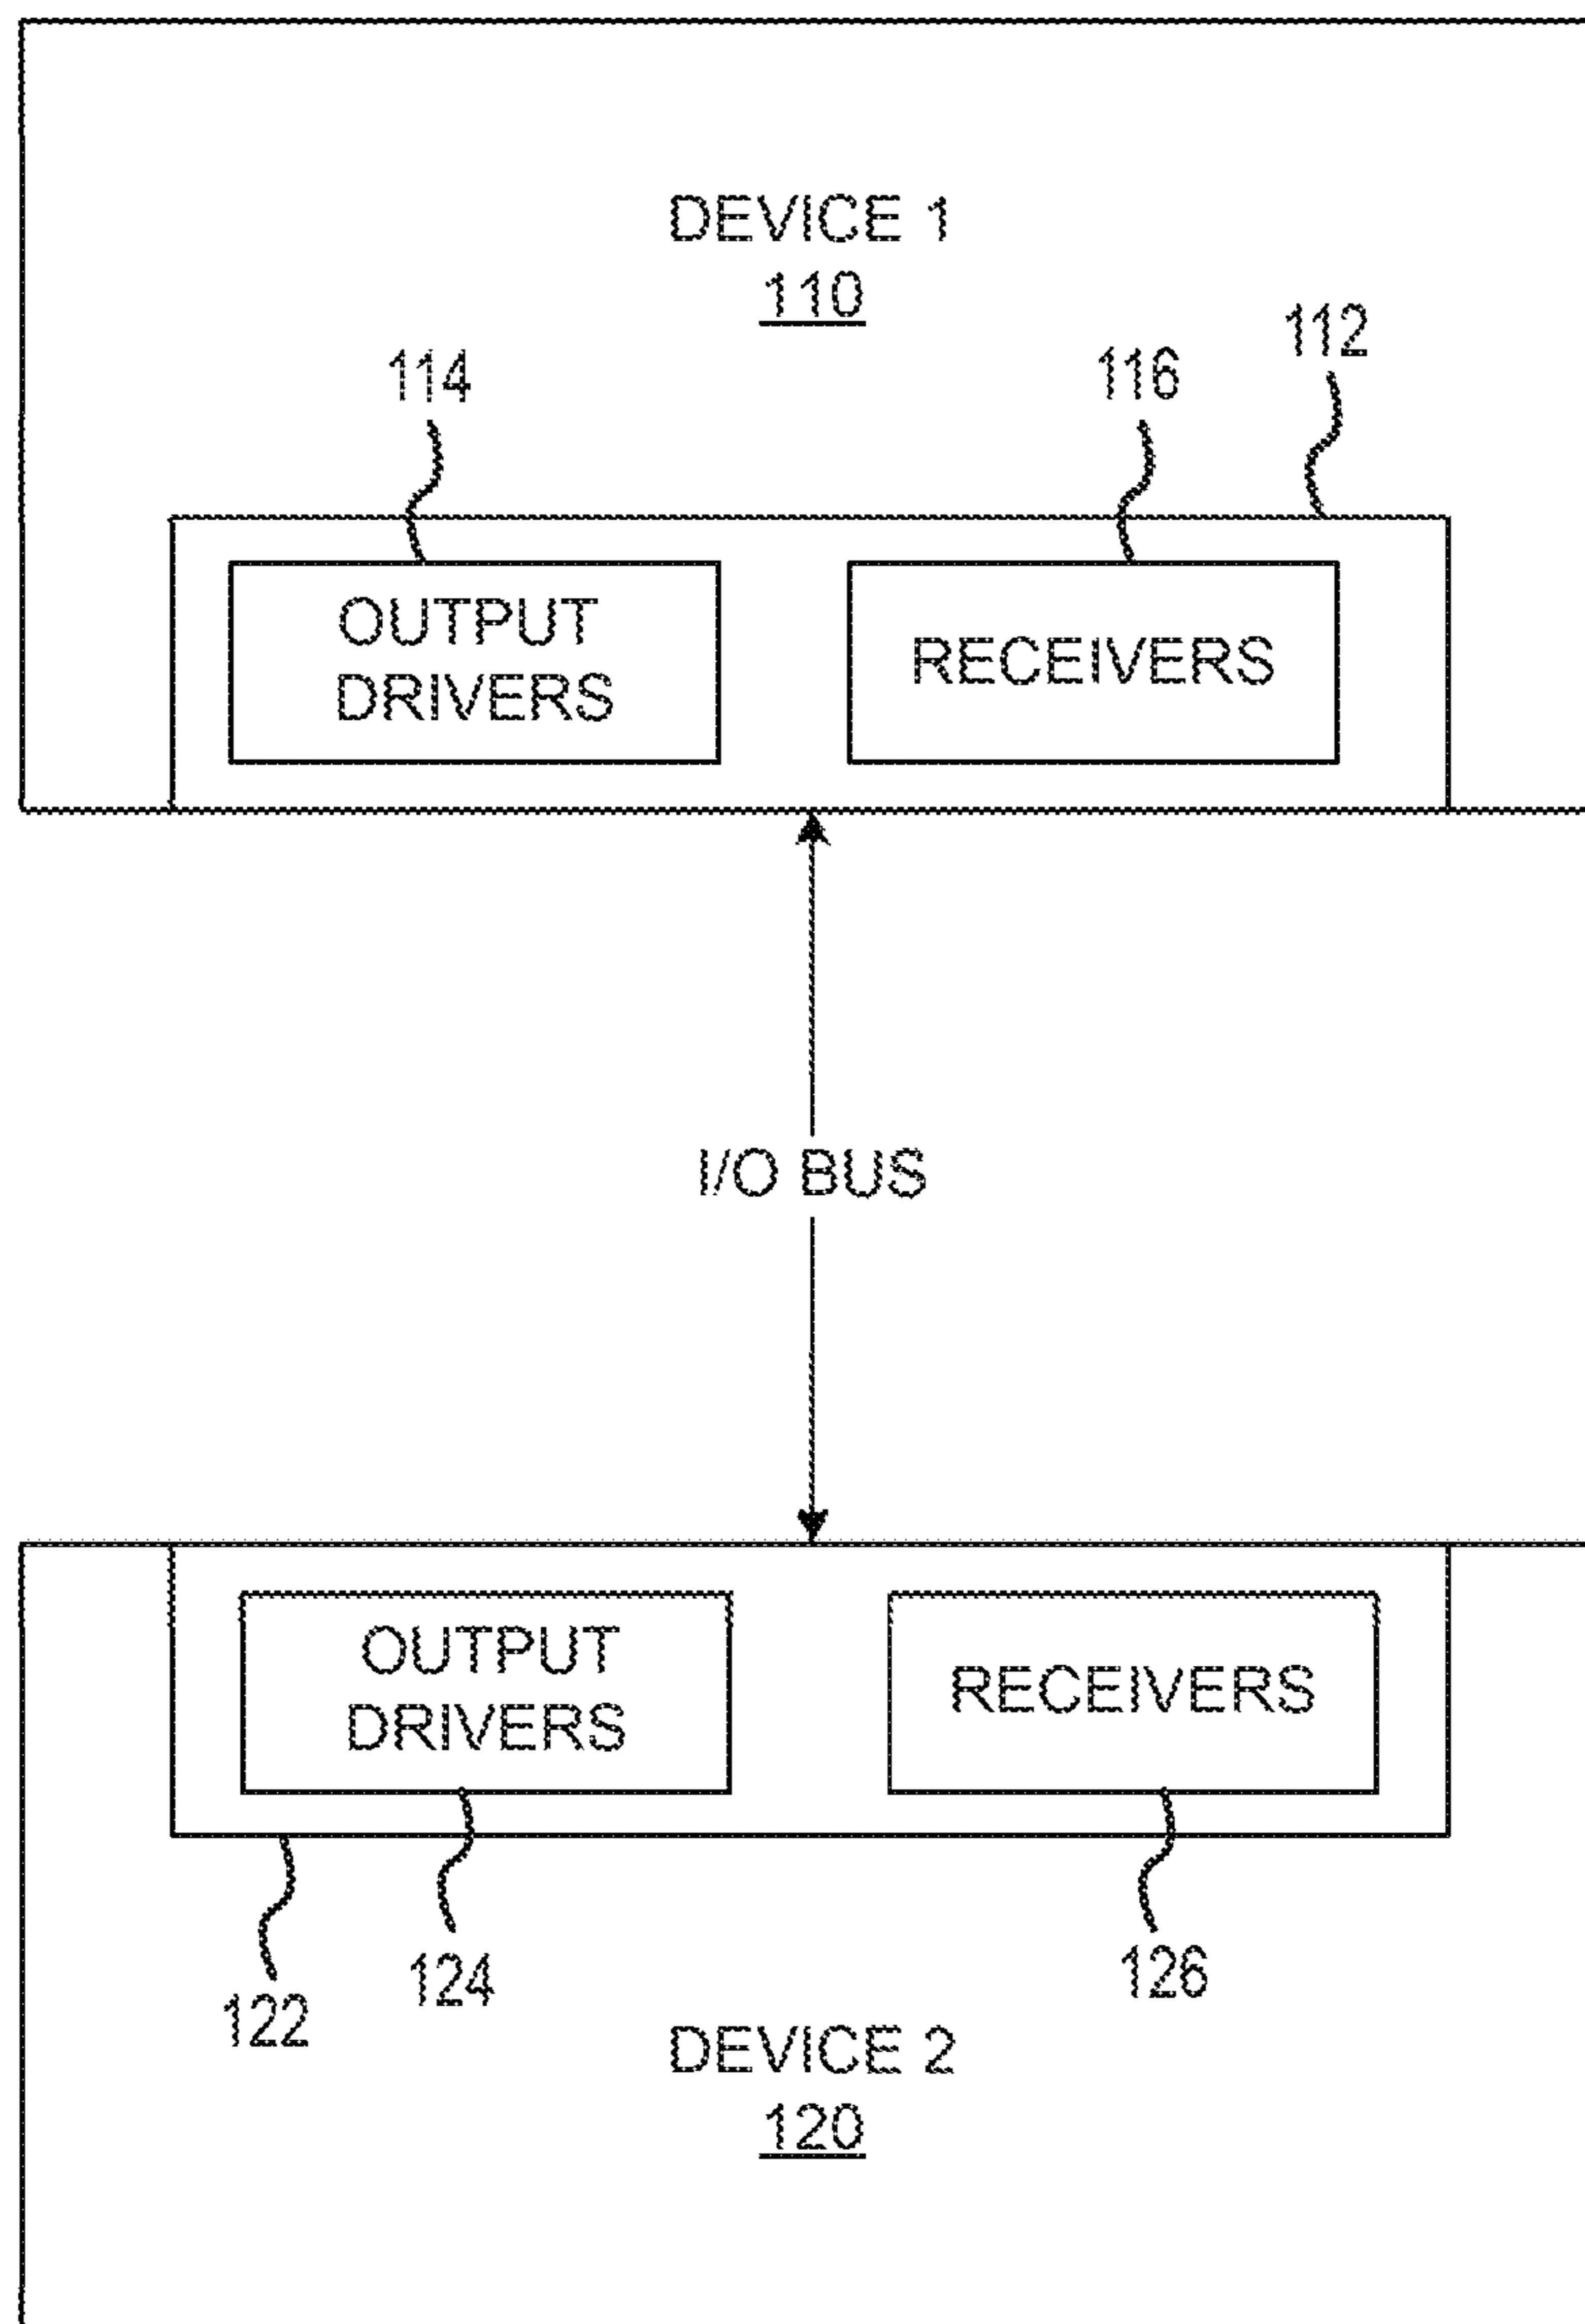 DEVICE 1
110
112
114
116
OUTPUT
DRIVERS
RECEIVERS
I/O BUS
OUTPUT
DRIVERS
RECEIVERS
122
124
126
DEVICE 2
120